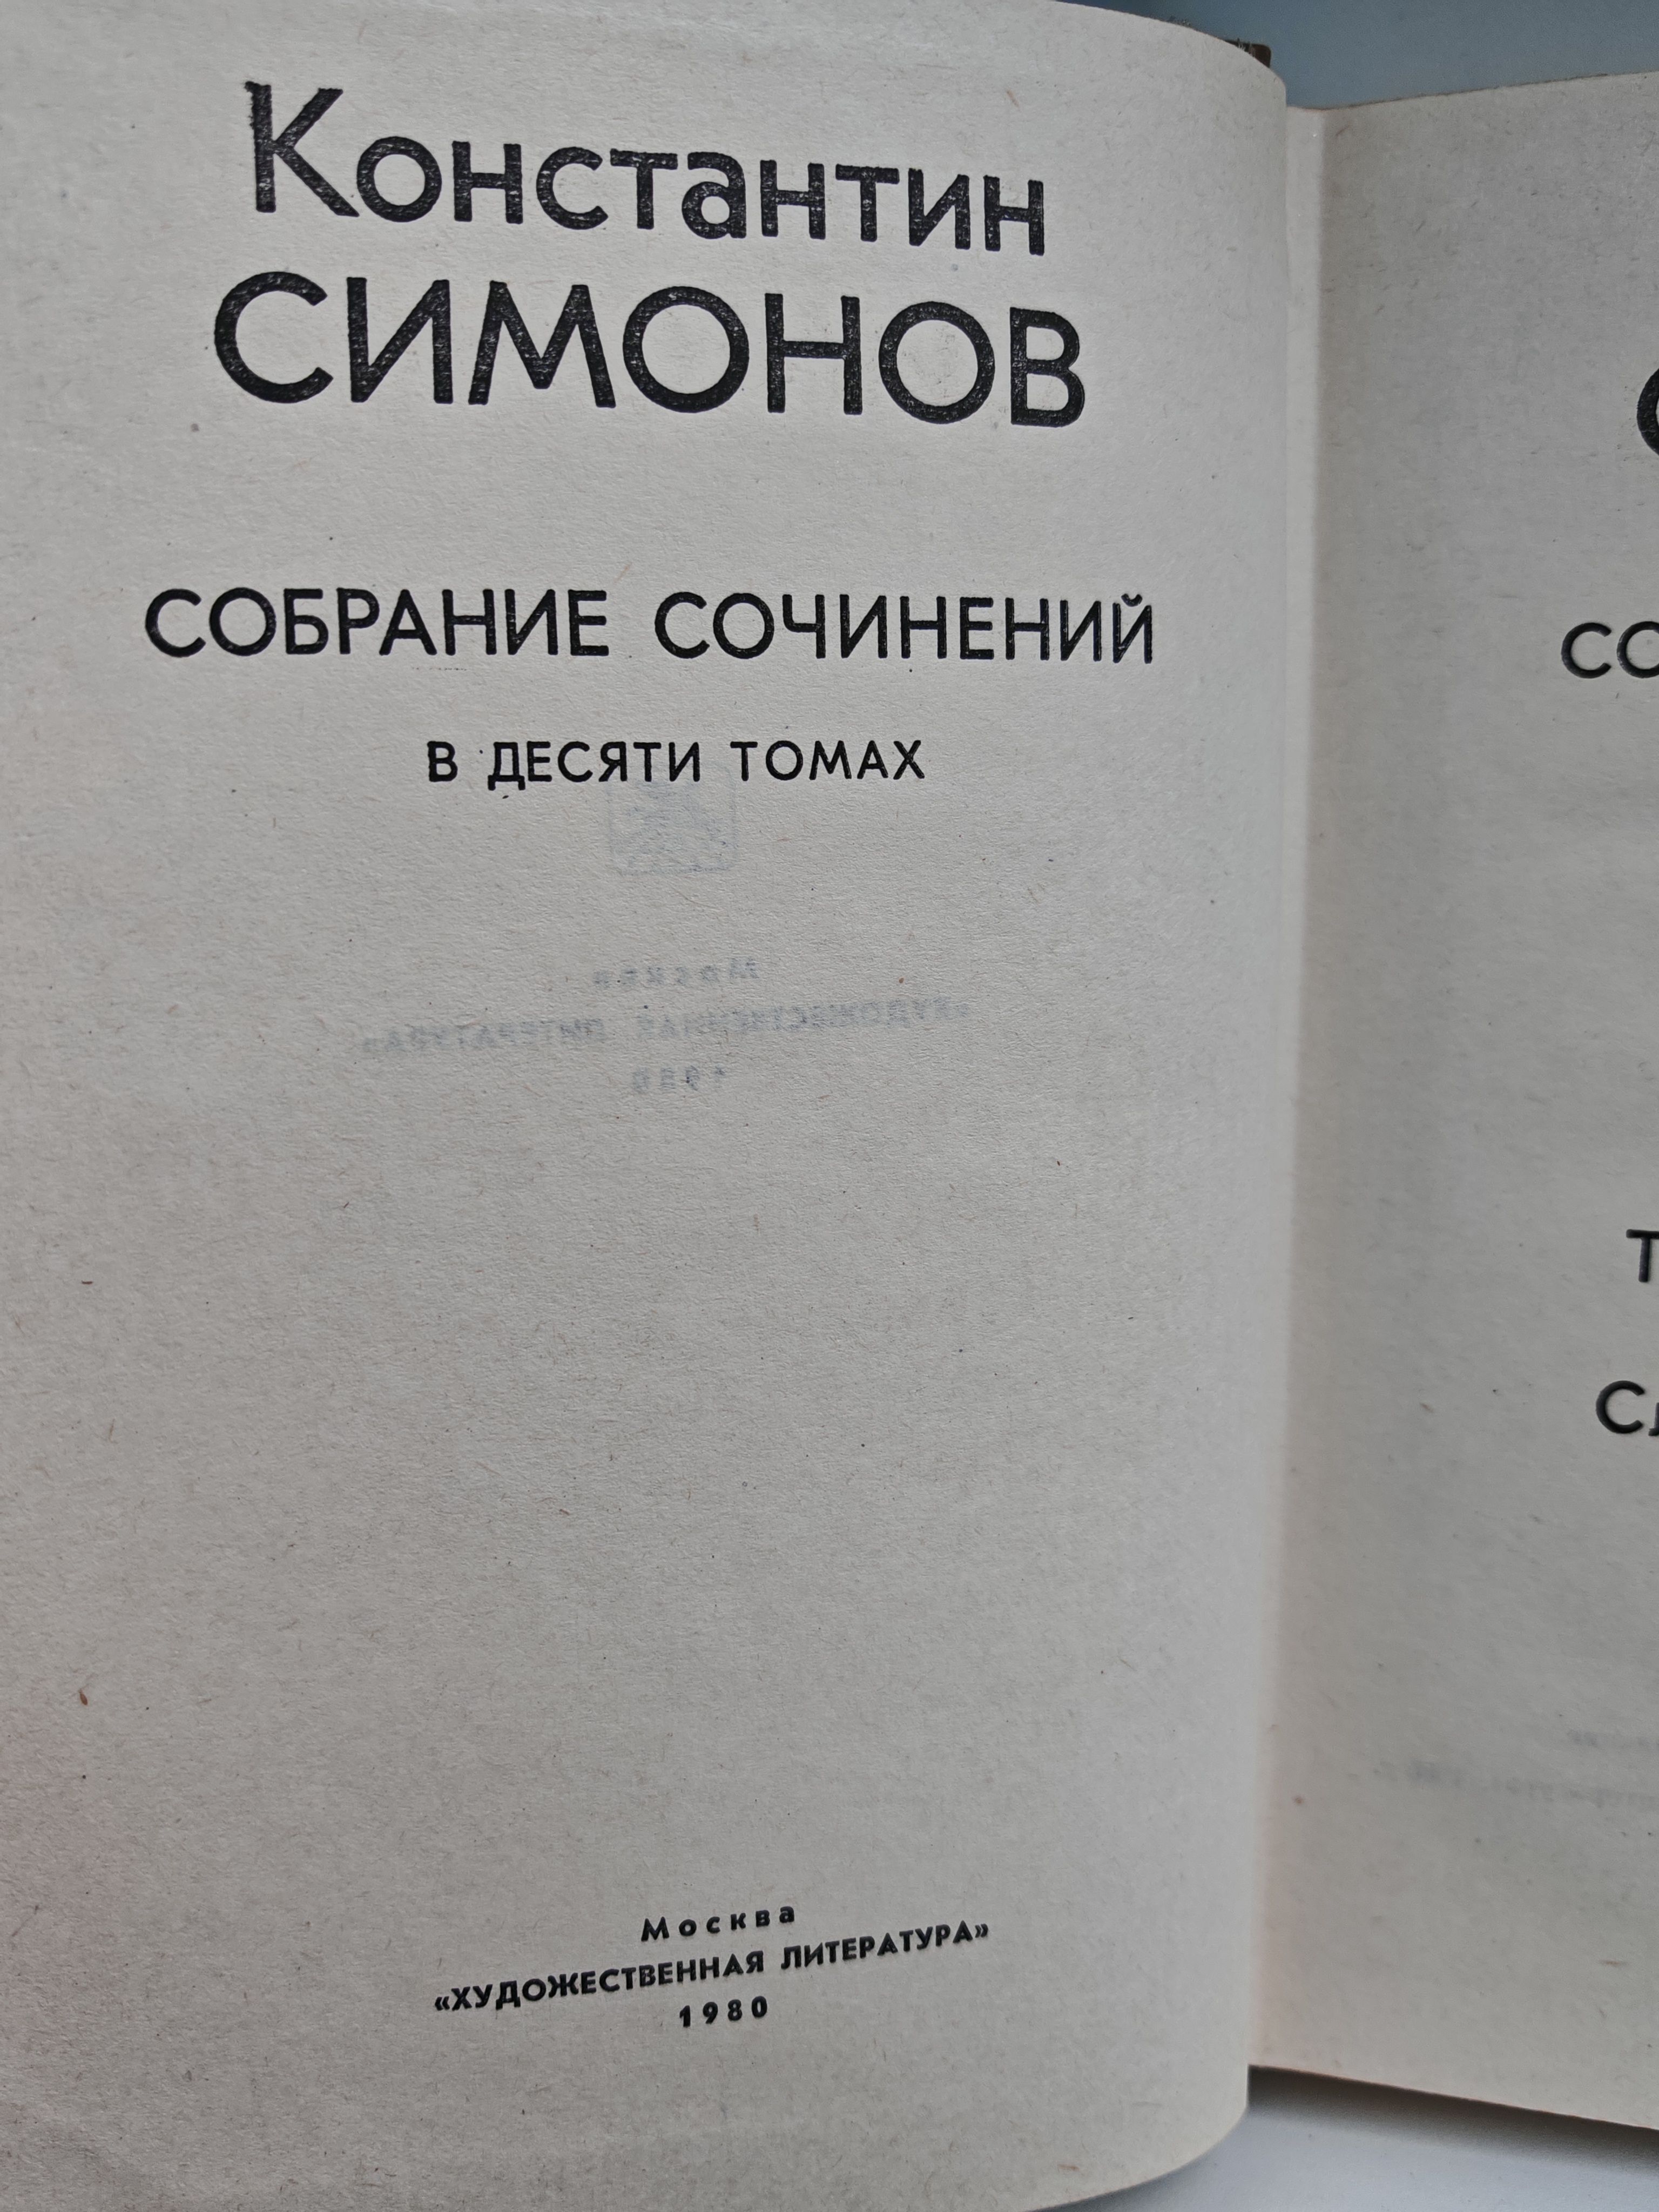 Константин
СИМОНОВ
СОБРАНИЕ СОЧИНЕНИЙ
В ДЕСЯТИ ТОМАХ
Москва
«ХУДОЖЕСТВЕННАЯ ЛИТЕРАТУРА»
1980